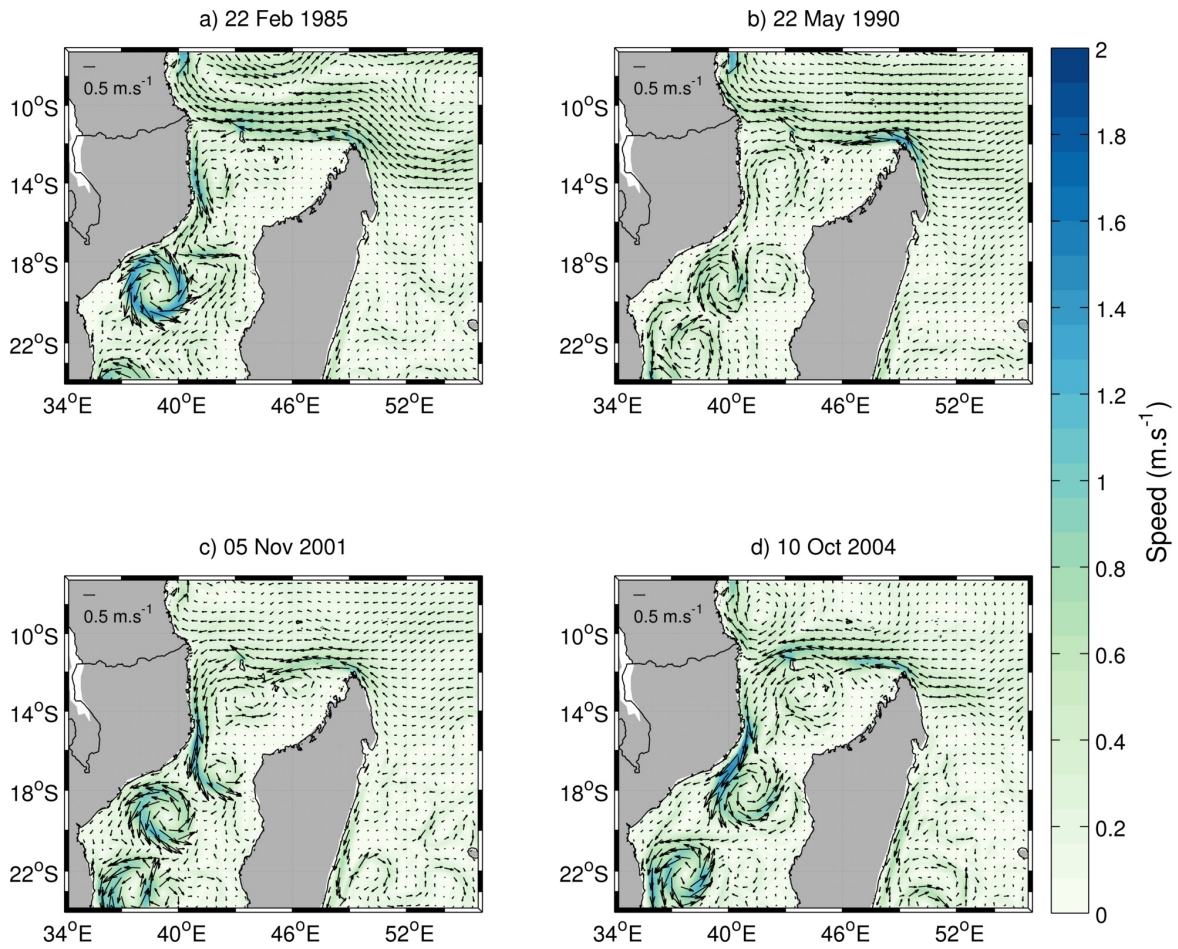 a) 22 Feb 1985
b) 22 May 1990
0.5 m.s-1
0.5 m.s-1
10°S
14°S
18°S
22°S
34°E 40°E 46°E 52°E
10°S
14°S
18°S
22°S
34°E 40°E 46°E 52°E
c) 05 Nov 2001
d) 10 Oct 2004
0.5 m.s-1
0.5 m.s-1
10°S
14°S
18°S
22°S
34°E 40°E 46°E 52°E
10°S
14°S
18°S
22°S
34°E 40°E 46°E 52°E
2
1.8
1.6
1.4
1.2
1
0.8
0.6
0.4
0.2
0
Speed (m.s-1)